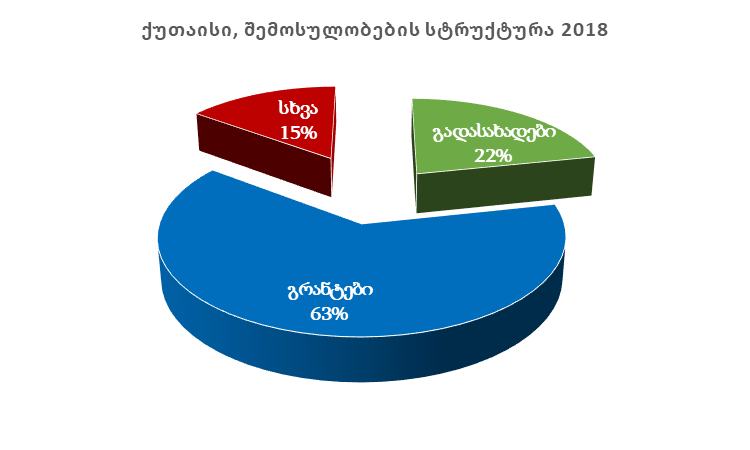 ქუთაისი, შემოსულობების სტრუქტურა 2018
სხვა
15%
გადასახადები
22%
გრანტები
63%